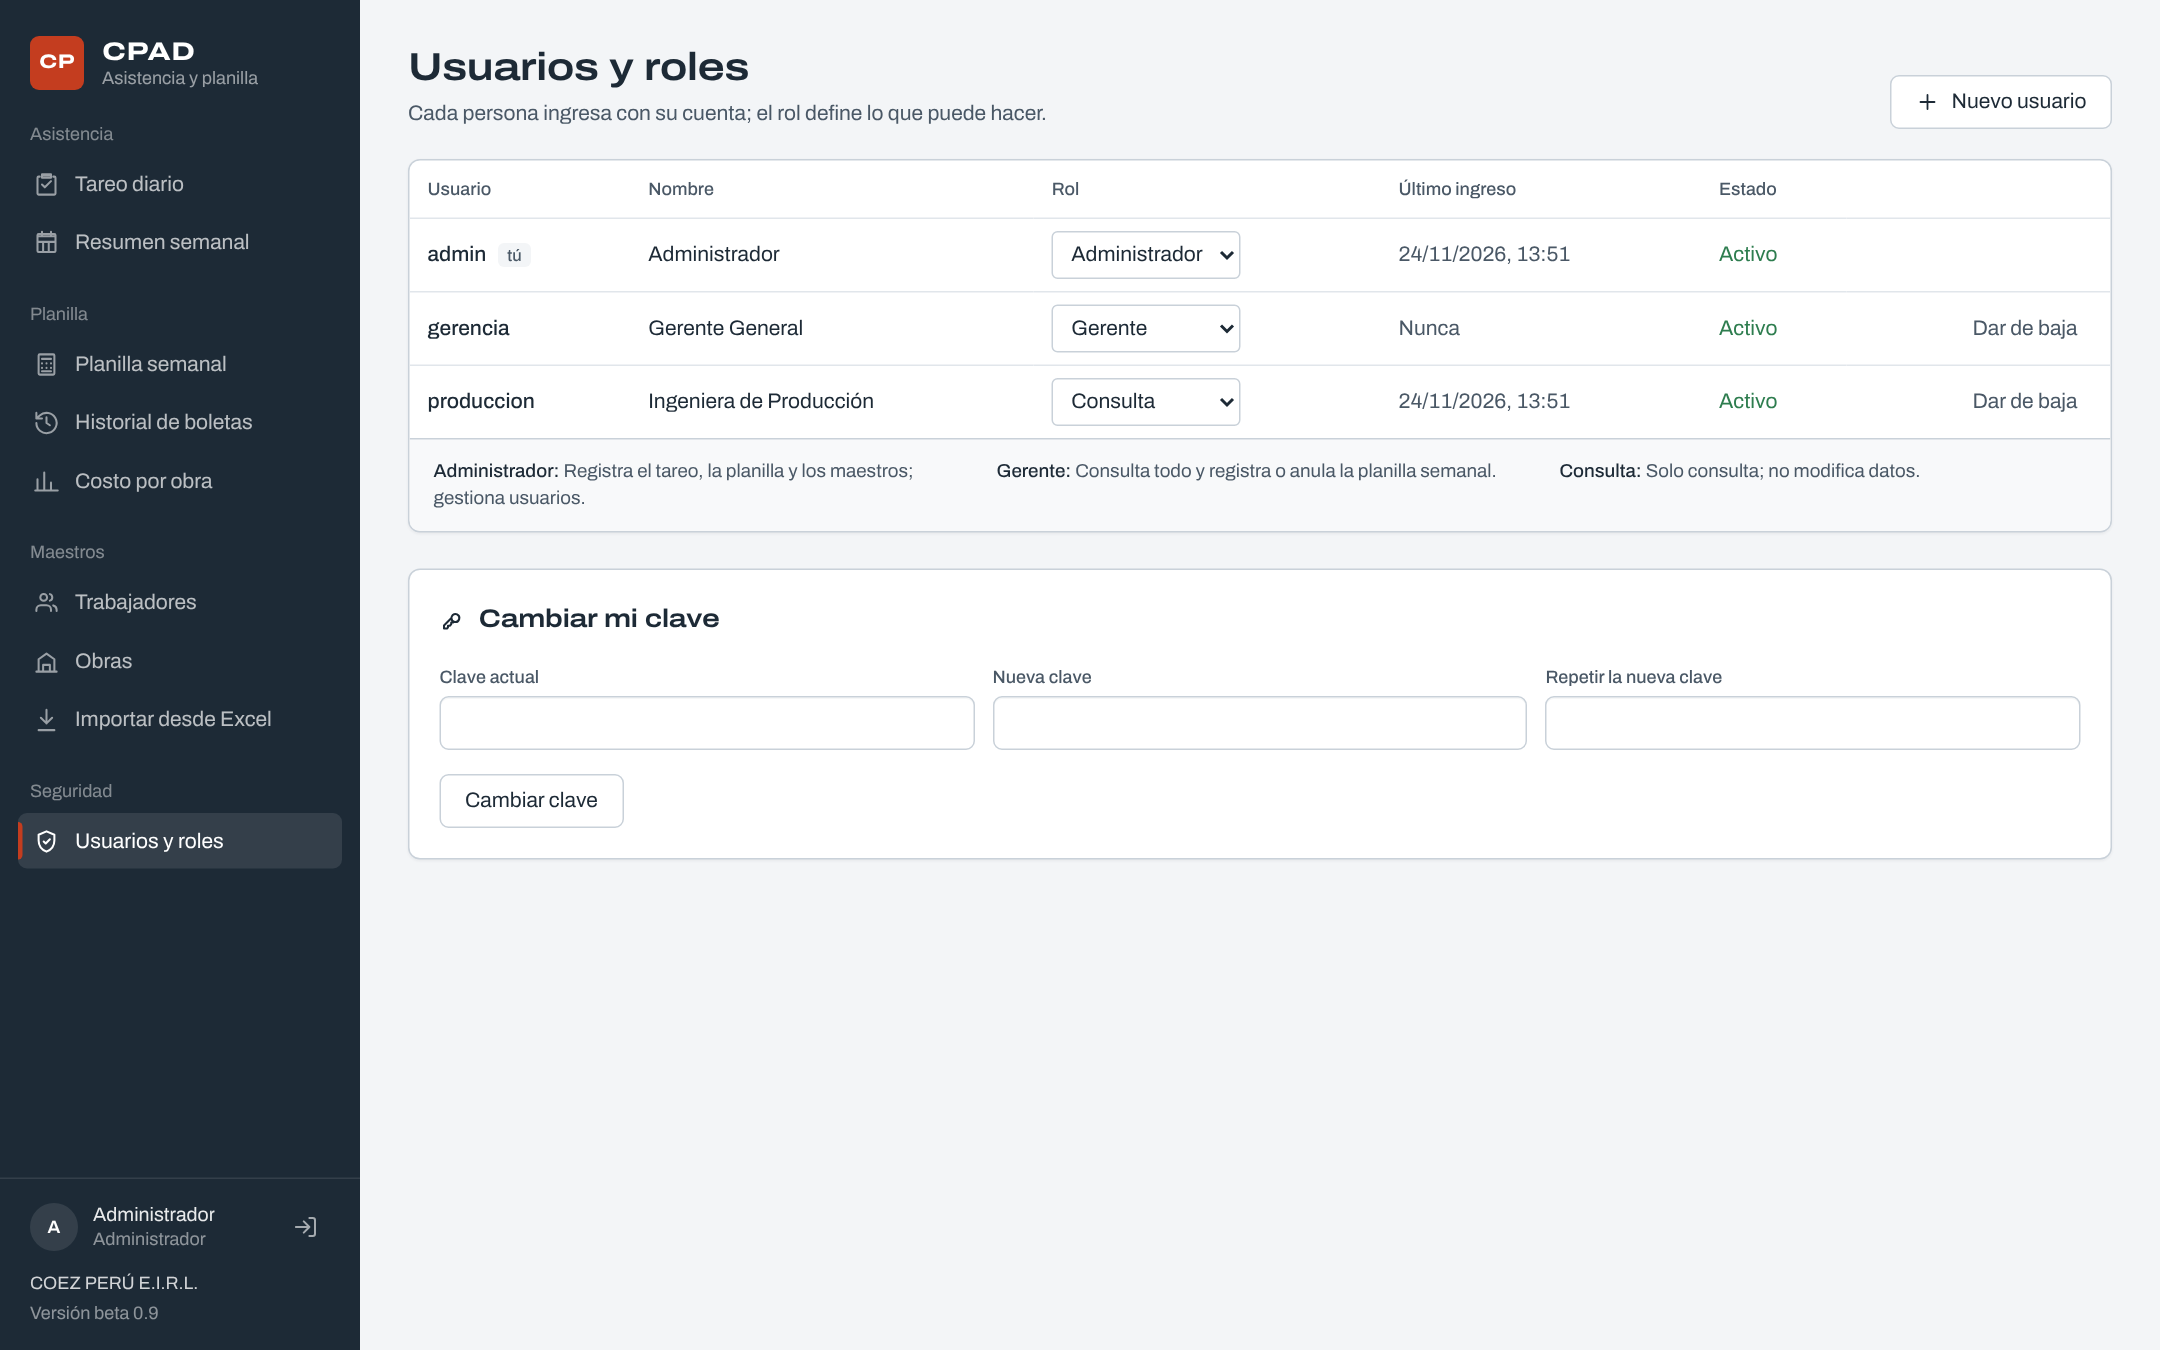 CP
CPAD
Asistencia y planilla
Asistencia
Tareo diario
Resumen semanal
Planilla
Planilla semanal
Historial de boletas
Costo por obra
Maestros
Trabajadores
Obras
Importar desde Excel
Seguridad
Usuarios y roles
A
Administrador
Administrador
COEZ PERÚ E.I.R.L.
Versión beta 0.9
Usuarios y roles
Cada persona ingresa con su cuenta; el rol define lo que puede hacer.
Nuevo usuario
Usuario Nombre Rol Último ingreso Estado
admin tú Administrador Administrador 24/11/2026, 13:51 Activo
gerencia Gerente General Gerente Nunca Activo Dar de baja
produccion Ingeniera de Producción Consulta 24/11/2026, 13:51 Activo Dar de baja
Administrador: Registra el tareo, la planilla y los maestros;
gestiona usuarios.
Gerente: Consulta todo y registra o anula la planilla semanal.
Consulta: Solo consulta; no modifica datos.
Cambiar mi clave
Clave actual Nueva clave Repetir la nueva clave
Cambiar clave